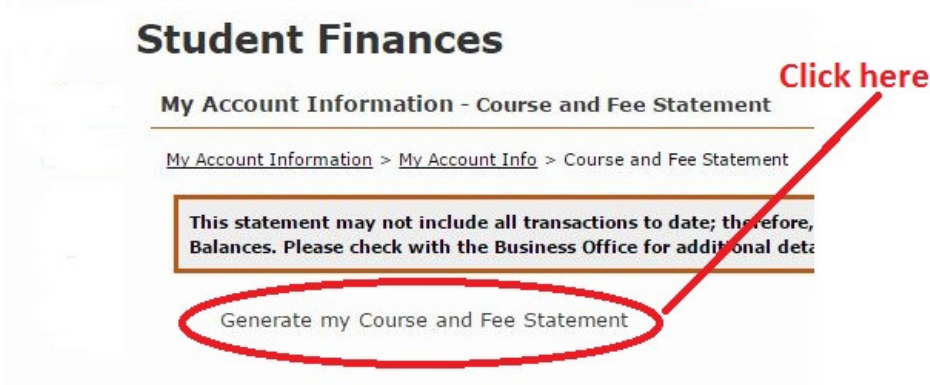 Student Finances
Click here
My Account Information - Course and Fee Statement
My Account Information > My Account Info > Course and Fee Statement
This statement may not include all transactions to date; therefore,
Balances. Please check with the Business Office for additional
Generate my Course and Fee Statement